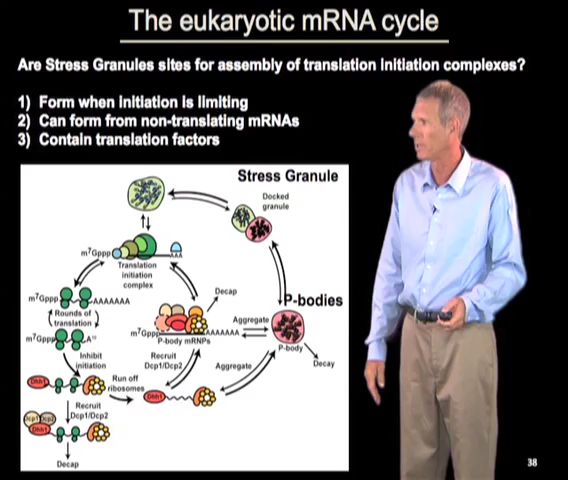 The eukaryotic mRNA cycle
Are Stress Granules sites for assembly of translation initiation complexes?
1) Form when initiation is limiting
2) Can form from non-translating mRNAs
3) Contain translation factors
Stress Granule
Docked
granule
m⁷Gppp
AAA
Translation
initiation
complex
Decap
P-bodies
m⁷Gppp
AAAAAAA
Rounds of
translation
Aggregate
m⁷Gppp
AAAAAAA
P-body mRNPs
P-body
m⁷Gppp
Inhibit
initiation
Recruit
Dcp1/Dcp2
Aggregate
Decay
Dhh1
Run off
ribosomes
Dhh1
Recruit
Dcp1/Dcp2
Dcp1
Dcp2
Dhh1
Decap
38